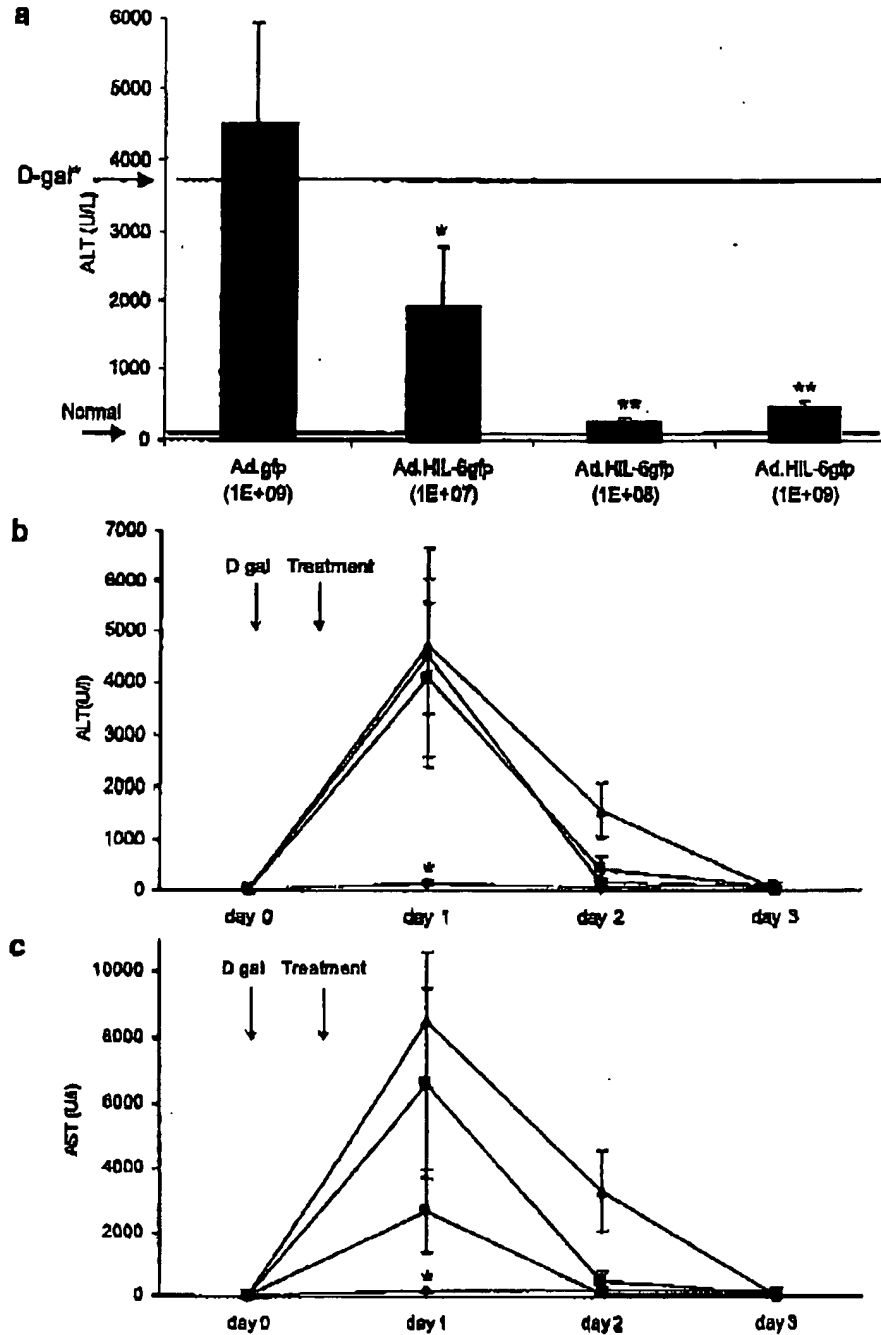 a
6000
5000
4000
D-gal*
ALT (U/L)
3000
*
2000
1000
**
**
Normal
0
Ad.gfp
(1E+09)
Ad.HIL-6gfp
(1E+07)
Ad.HIL-6gfp
(1E+08)
Ad.HIL-6gfp
(1E+09)
b
7000
D gal Treatment
6000
5000
ALT(U/l)
4000
3000
2000
1000
*
0
day 0 day 1 day 2 day 3
c
10000
D gal Treatment
8000
AST (U/l)
6000
4000
2000
*
0
day 0 day 1 day 2 day 3